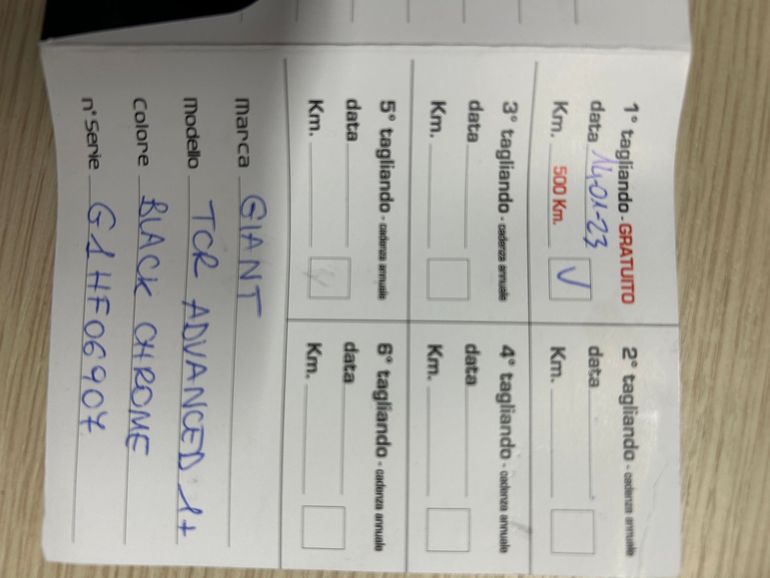 1° tagliando - GRATUITO
data 14-01-23
Km. 500 Km. V
2° tagliando - cadenza annuale
data
Km.
3° tagliando - cadenza annuale
data
Km.
4° tagliando - cadenza annuale
data
Km.
5° tagliando - cadenza annuale
data
Km.
6° tagliando - cadenza annuale
data
Km.
marca GIANT
modello TCR ADVANCED 1+
colore BLACK CHROME
n° serie G1HF06907